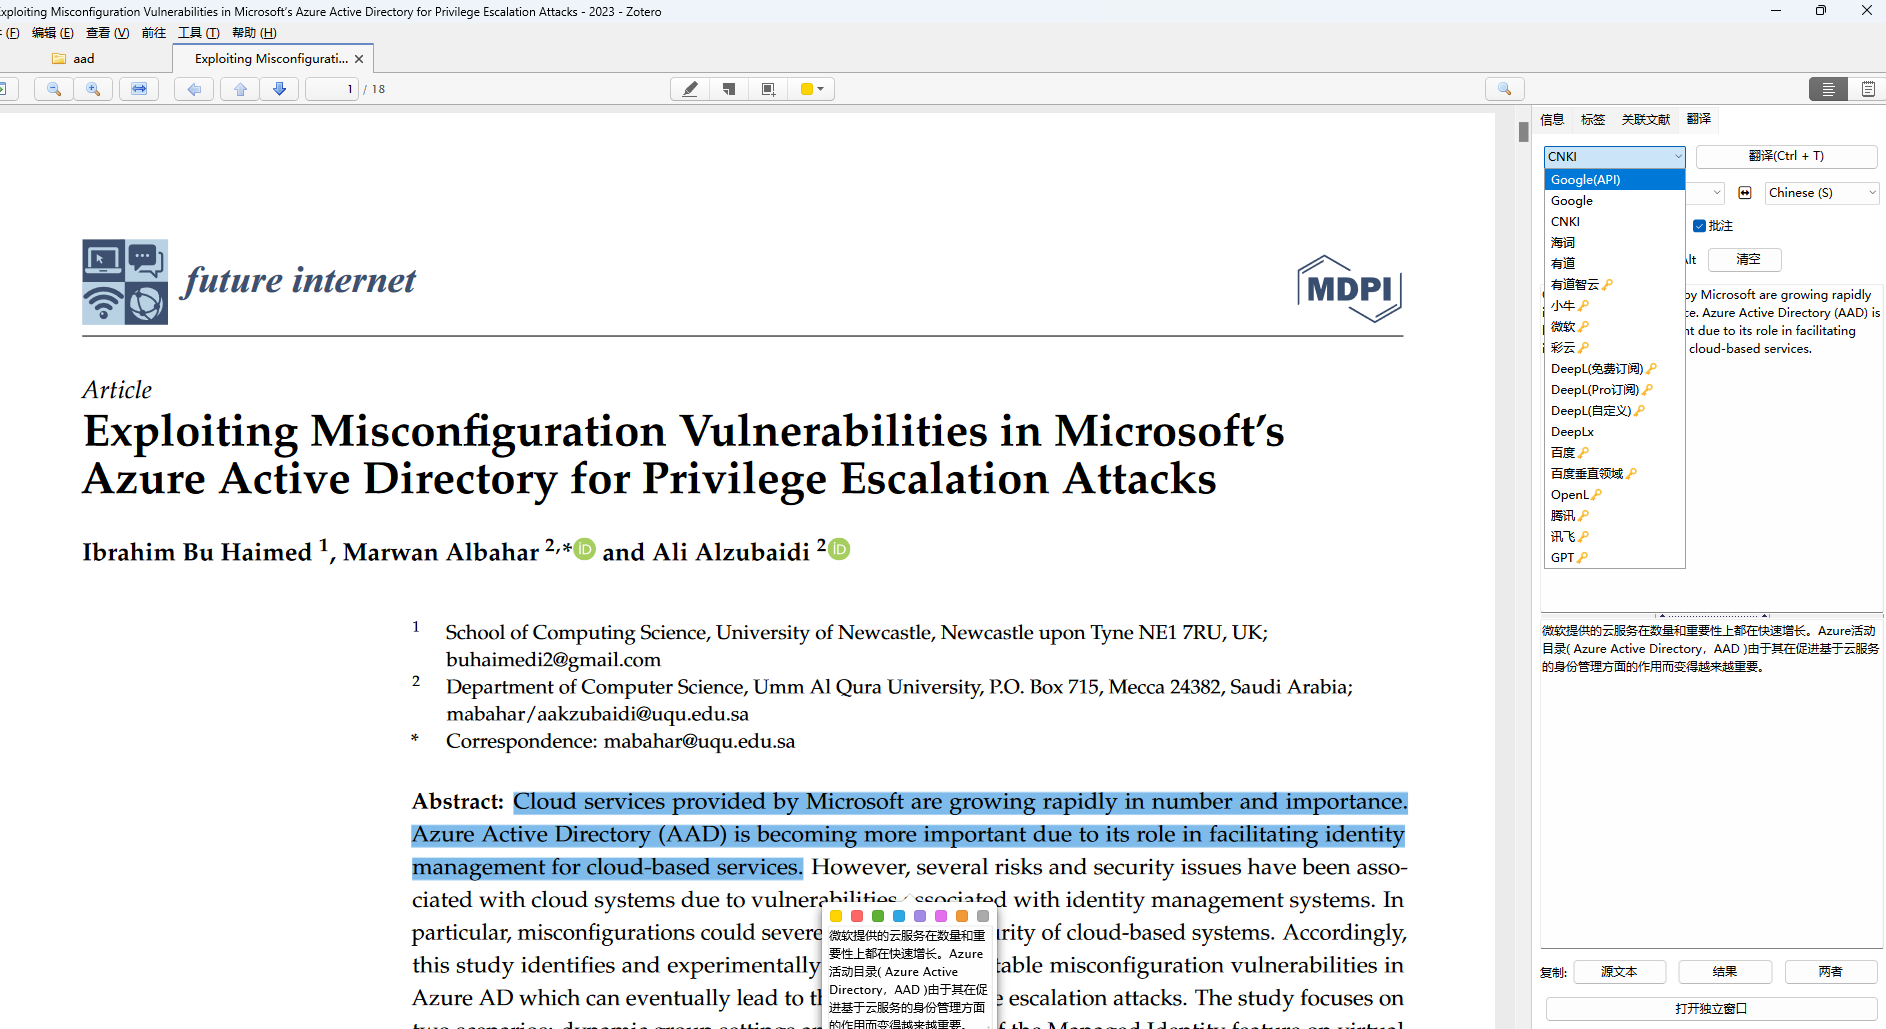 xploiting Misconfiguration Vulnerabilities in Microsoft's Azure Active Directory for Privilege Escalation Attacks - 2023 - Zotero
(F) 编辑 (E) 查看 (V) 前往 工具 (T) 帮助 (H)
aad
Exploiting Misconfigurati...
1 / 18
信息 标签 关联文献 翻译
CNKI
翻译(Ctrl + T)
Google(API)
Google
CNKI
海词
有道
有道智云
小牛
微软
彩云
DeepL(免费订阅)
DeepL(Pro订阅)
DeepL(自定义)
DeepLx
百度
百度垂直领域
OpenL
腾讯
讯飞
GPT
Chinese (S)
批注
Alt
清空
by Microsoft are growing rapidly
ce. Azure Active Directory (AAD) is
nt due to its role in facilitating
cloud-based services.
微软提供的云服务在数量和重要性上都在快速增长。Azure活动
目录( Azure Active Directory，AAD )由于其在促进基于云服务
的身份管理方面的作用而变得越来越重要。
复制: 源文本 结果 两者
打开独立窗口
future internet
MDPI
Article
Exploiting Misconfiguration Vulnerabilities in Microsoft’s
Azure Active Directory for Privilege Escalation Attacks
Ibrahim Bu Haimed 1, Marwan Albahar 2,* iD and Ali Alzubaidi 2 iD
1 School of Computing Science, University of Newcastle, Newcastle upon Tyne NE1 7RU, UK;
buhaimedi2@gmail.com
2 Department of Computer Science, Umm Al Qura University, P.O. Box 715, Mecca 24382, Saudi Arabia;
mabahar/aakzubaidi@uqu.edu.sa
* Correspondence: mabahar@uqu.edu.sa
Abstract: Cloud services provided by Microsoft are growing rapidly in number and importance.
Azure Active Directory (AAD) is becoming more important due to its role in facilitating identity
management for cloud-based services. However, several risks and security issues have been asso-
ciated with cloud systems due to vulnerabilities associated with identity management systems. In
particular, misconfigurations could severe rity of cloud-based systems. Accordingly,
this study identifies and experimentally table misconfiguration vulnerabilities in
Azure AD which can eventually lead to th e escalation attacks. The study focuses on
two scenarios: dynamic group settings an f the Managed Identity feature on virtual
微软提供的云服务在数量和重
要性上都在快速增长。Azure
活动目录( Azure Active
Directory，AAD )由于其在促
进基于云服务的身份管理方面
的作用而变得越来越重要。